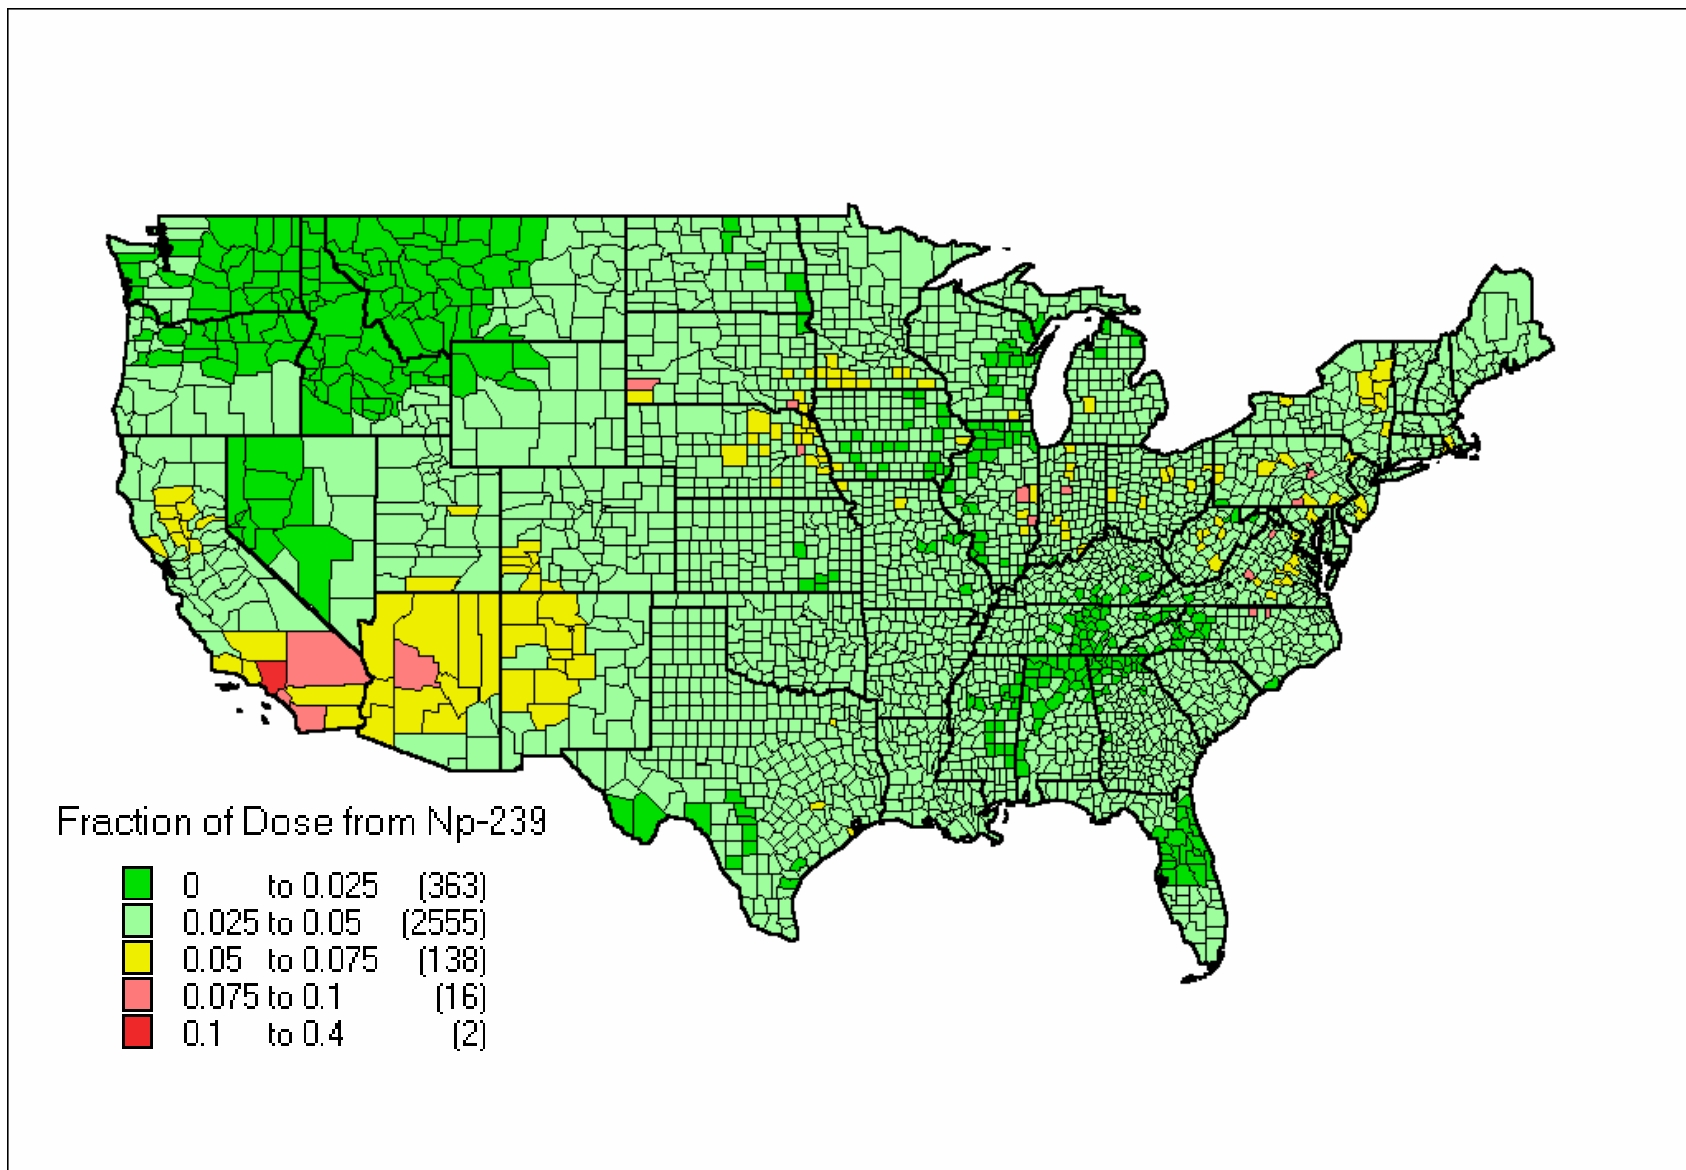 Fraction of Dose from Np-239
0 to 0.025 (363)
0.025 to 0.05 (2555)
0.05 to 0.075 (138)
0.075 to 0.1 (16)
0.1 to 0.4 (2)